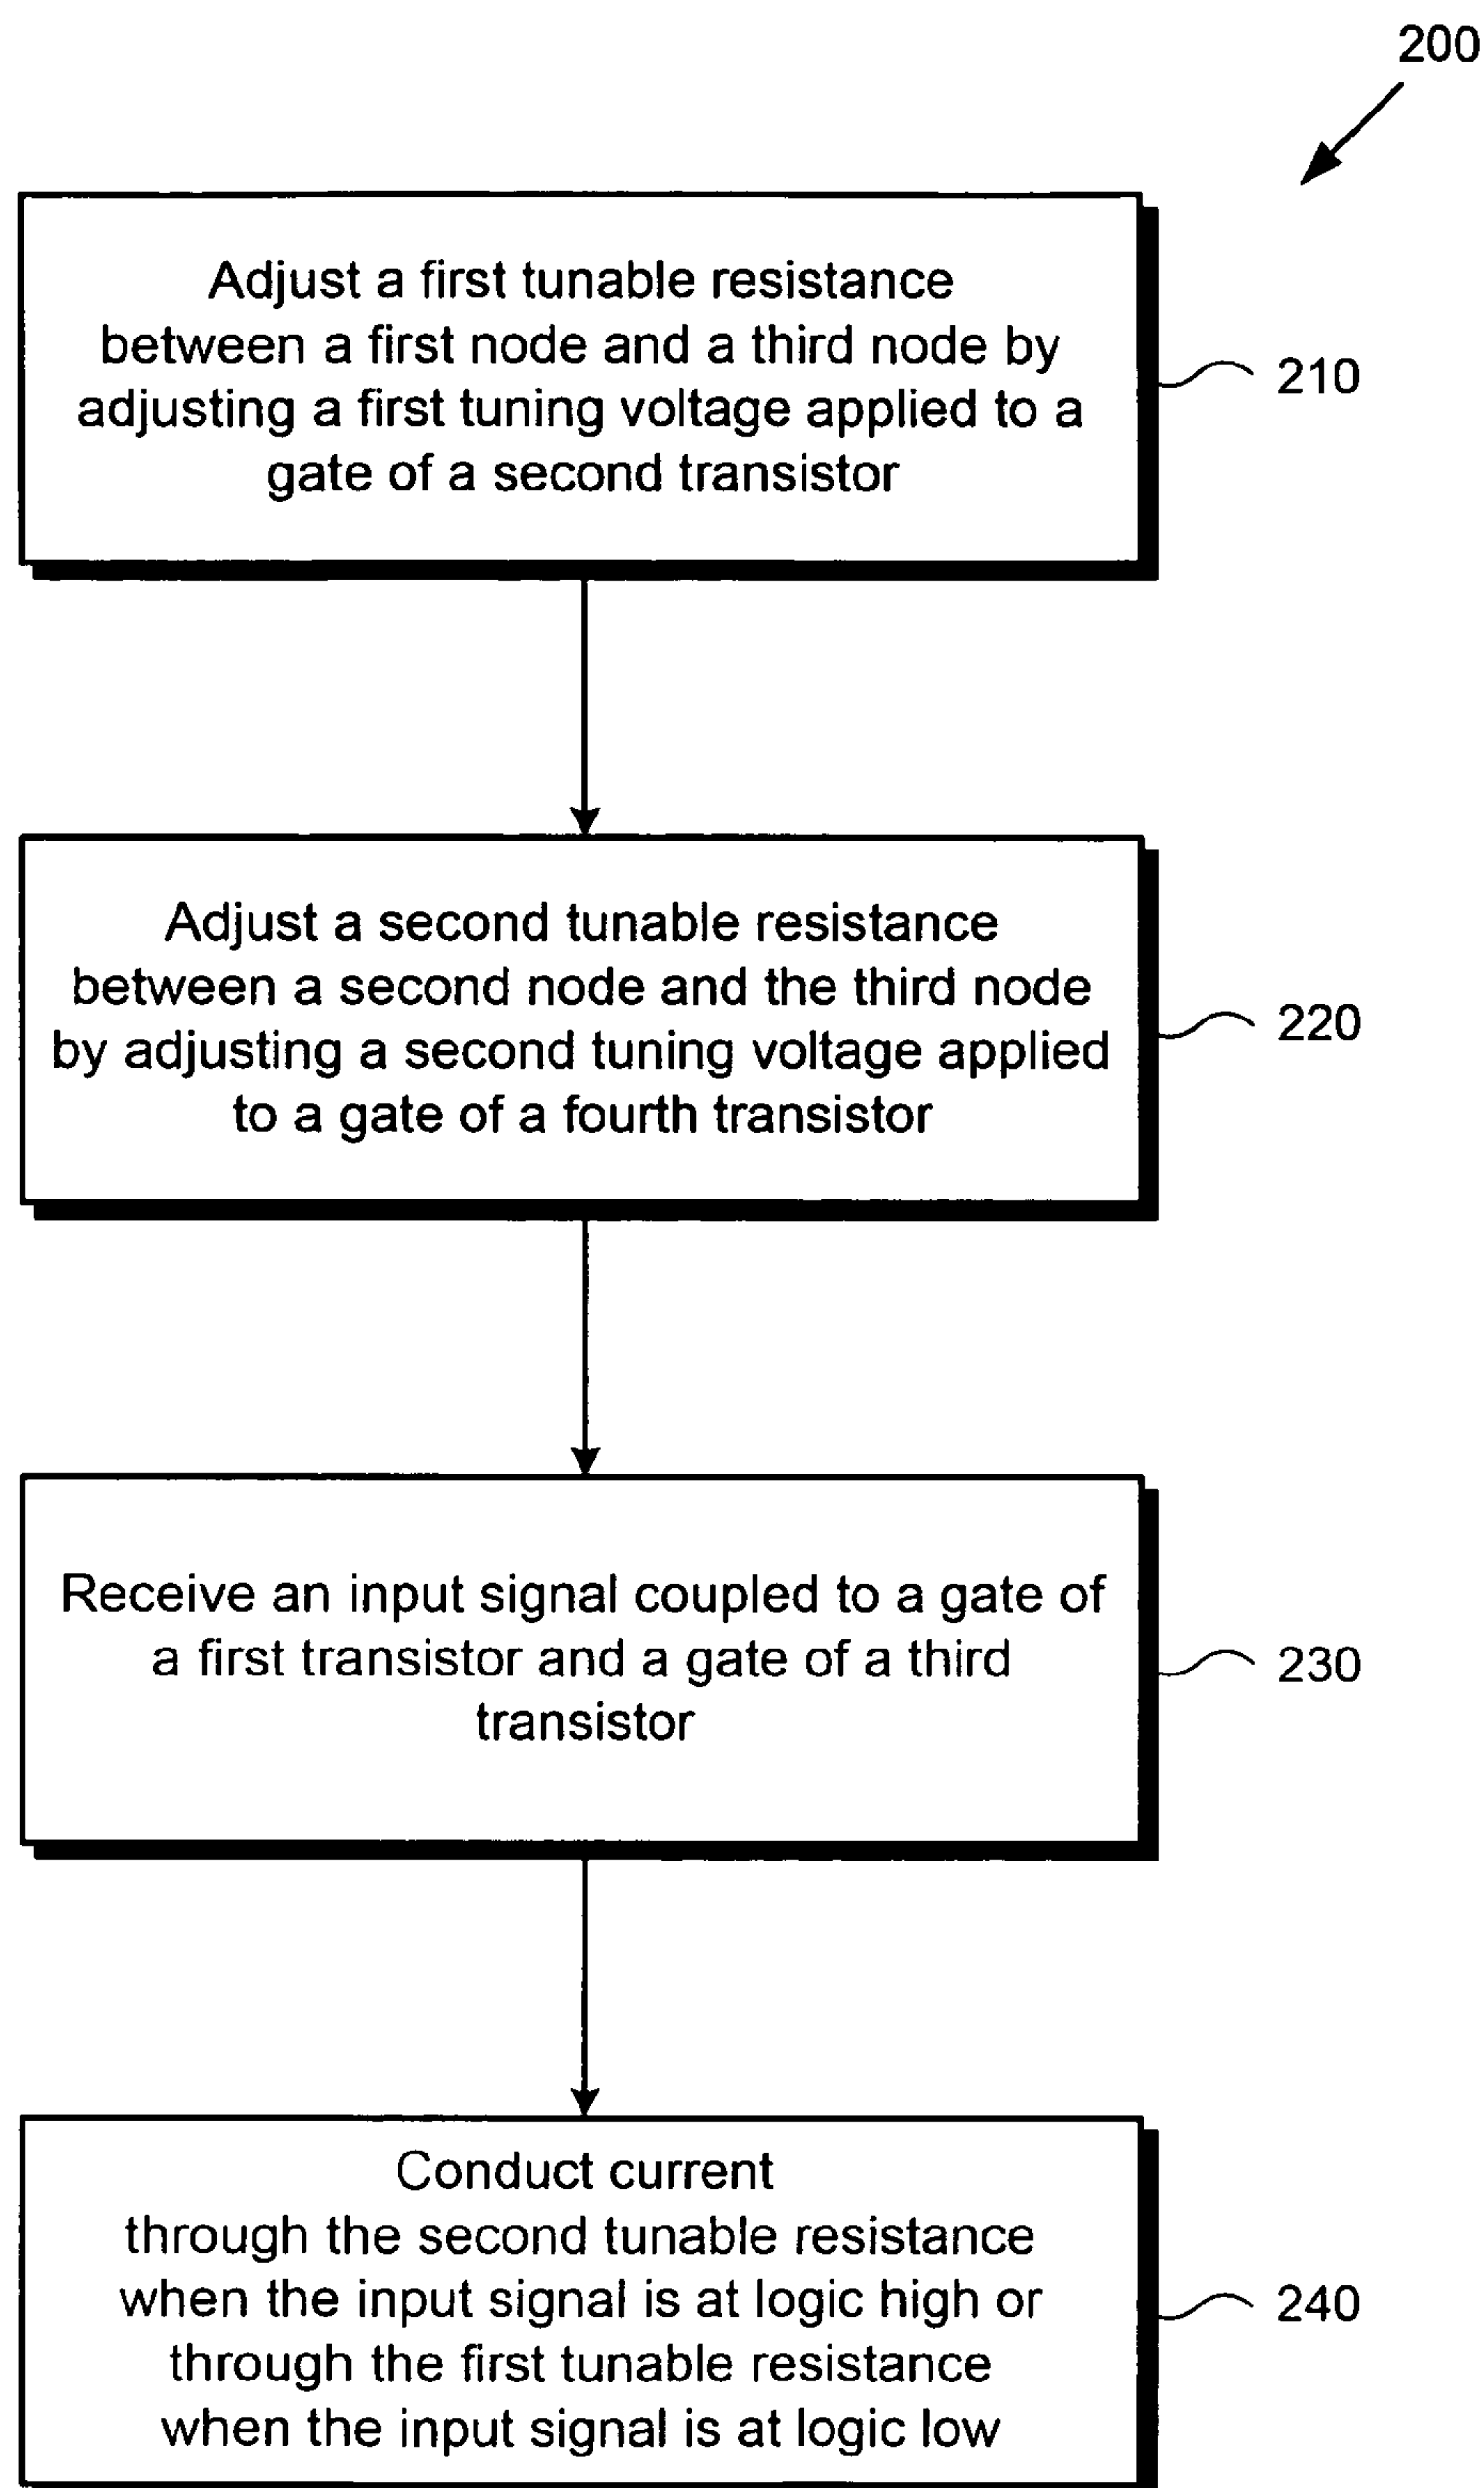 200
Adjust a first tunable resistance
between a first node and a third node by
adjusting a first tuning voltage applied to a
gate of a second transistor
210
Adjust a second tunable resistance
between a second node and the third node
by adjusting a second tuning voltage applied
to a gate of a fourth transistor
220
Receive an input signal coupled to a gate of
a first transistor and a gate of a third
transistor
230
Conduct current
through the second tunable resistance
when the input signal is at logic high or
through the first tunable resistance
when the input signal is at logic low
240